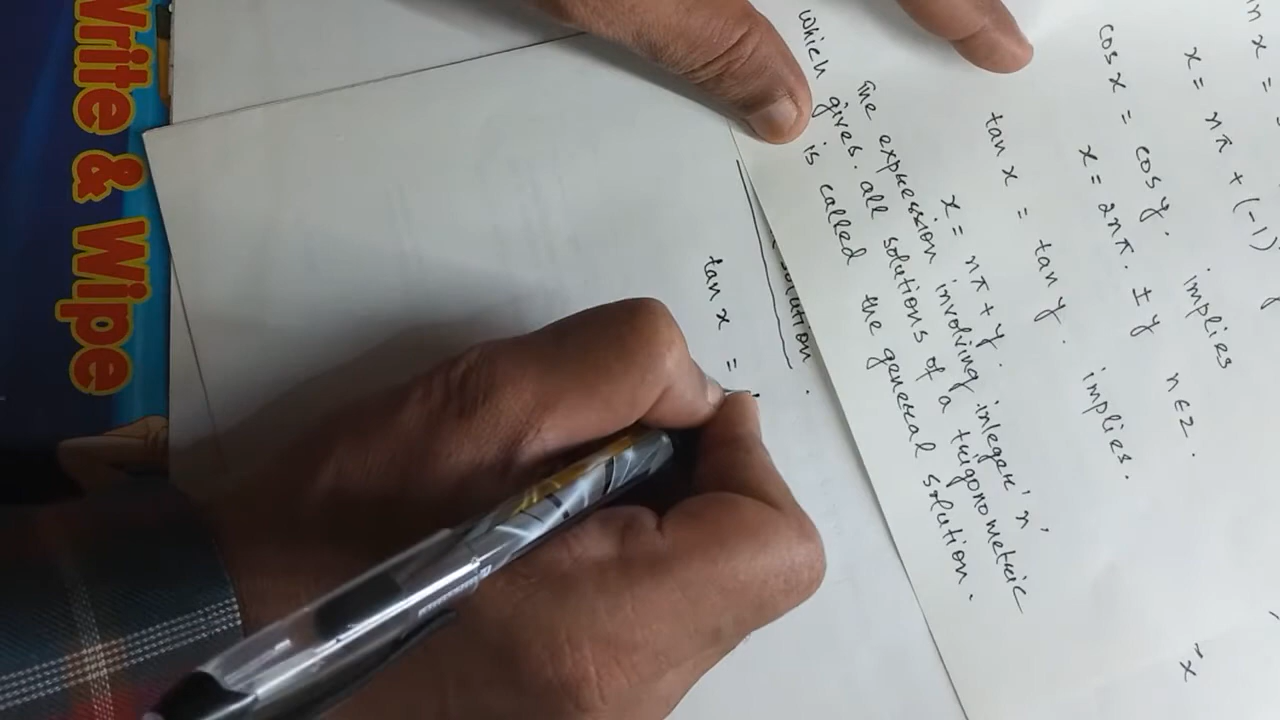 x =
x = nπ + (-1)
implies
cos x = cos y.
x = 2nπ. ± y n ∈ z.
implies.
tan x = tan y.
x = nπ + y.
The expression involving integer 'n'
which gives. all solutions of a trigonometric
is called the general solution.
solution.
tan x =
Write & Wipe